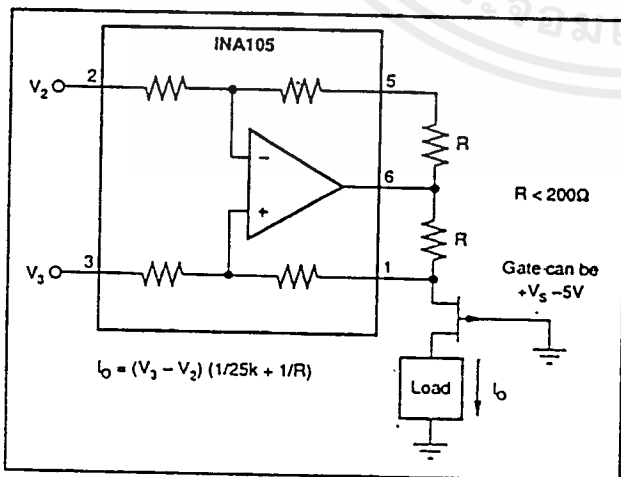 INA105
V2
2
5
R
6
R < 200Ω
R
V3
3
1
Gate can be
+VS −5V
IO = (V3 − V2) (1/25k + 1/R)
Load
IO
−
+